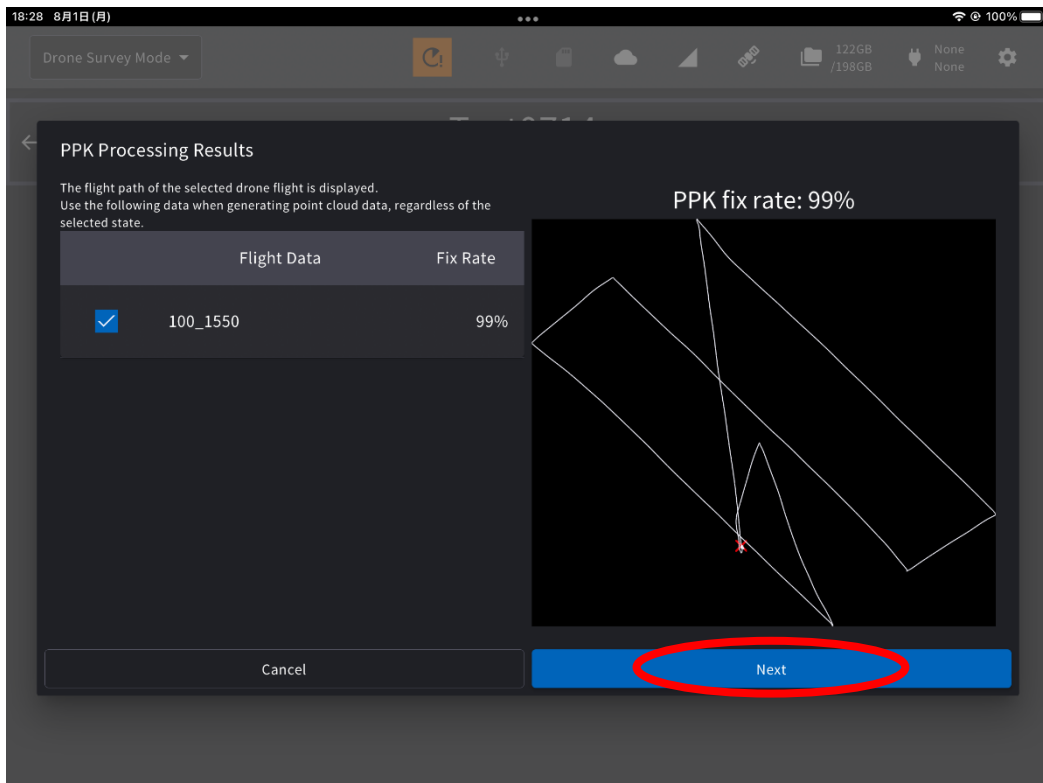 18:28 8月1日(月)
100%
Drone Survey Mode
122GB
/198GB
None
None
PPK Processing Results
The flight path of the selected drone flight is displayed.
Use the following data when generating point cloud data, regardless of the
selected state.
Flight Data Fix Rate
100_1550 99%
PPK fix rate: 99%
Cancel
Next